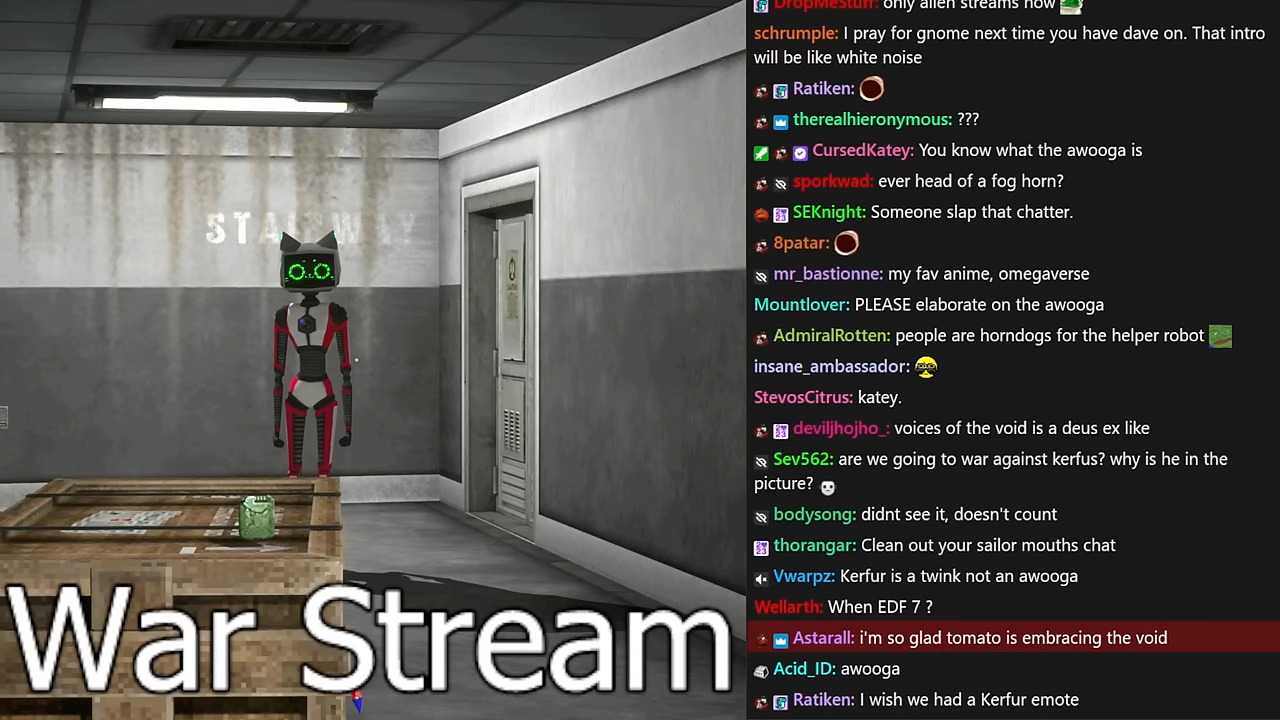 DropMeStuff: only alien streams now
schrumple: I pray for gnome next time you have dave on. That intro
will be like white noise
Ratiken:
therealhieronymous: ???
CursedKatey: You know what the awooga is
sporkwad: ever head of a fog horn?
SEKnight: Someone slap that chatter.
8patar:
mr_bastionne: my fav anime, omegaverse
Mountlover: PLEASE elaborate on the awooga
AdmiralRotten: people are horndogs for the helper robot
insane_ambassador:
StevosCitrus: katey.
deviljhojho_: voices of the void is a deus ex like
Sev562: are we going to war against kerfus? why is he in the
picture?
bodysong: didnt see it, doesn't count
thorangar: Clean out your sailor mouths chat
Vwarpz: Kerfur is a twink not an awooga
Wellarth: When EDF 7 ?
Astarall: i'm so glad tomato is embracing the void
Acid_ID: awooga
Ratiken: I wish we had a Kerfur emote
War Stream